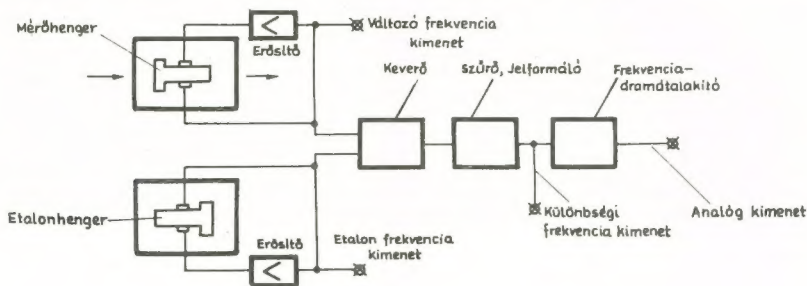 Mérőhenger
Erősítő
Változó frekvencia
kimenet
Keverő
Szűrő, Jelformáló
Frekvencia-
áramátalakító
Etalonhenger
Erősítő
Etalon frekvencia
kimenet
Különbségi
frekvencia kimenet
Analóg kimenet